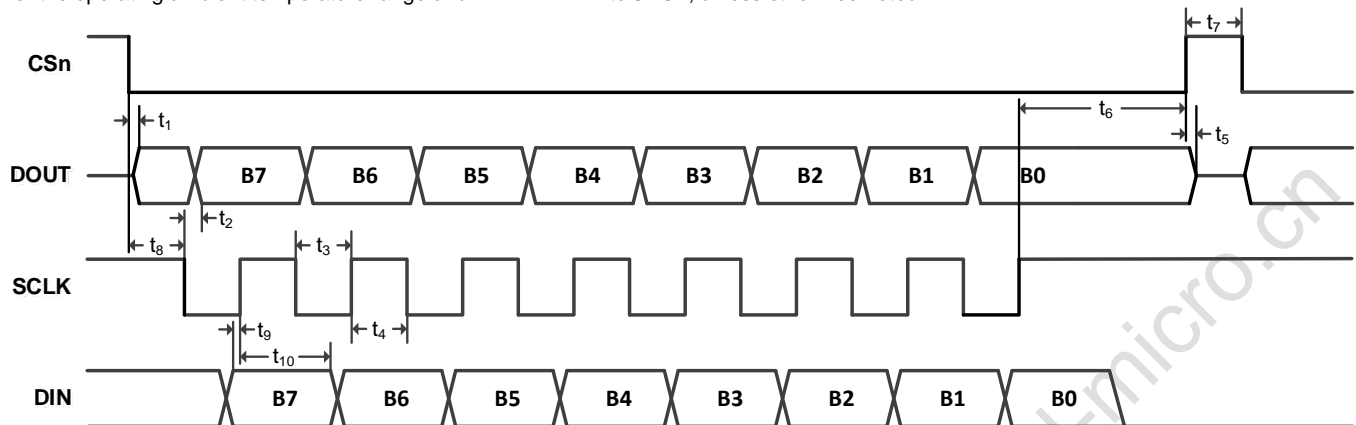 t7
CSn
t6
t1
t5
DOUT B7 B6 B5 B4 B3 B2 B1 B0
t2
t8 t3
SCLK
t9 t4
t10
DIN B7 B6 B5 B4 B3 B2 B1 B0